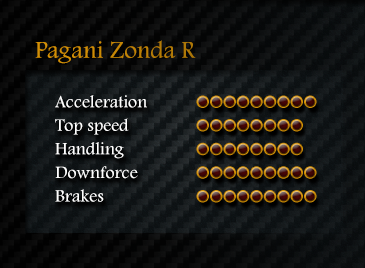 Pagani Zonda R
Acceleration
Top speed
Handling
Downforce
Brakes